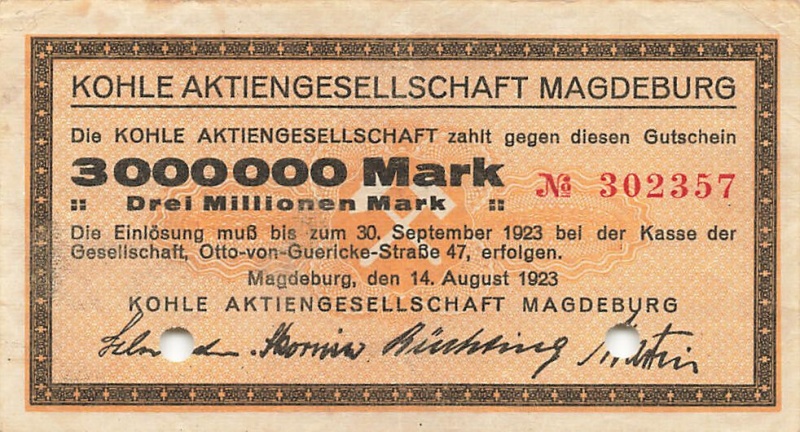 KOHLE AKTIENGESELLSCHAFT MAGDEBURG
Die KOHLE AKTIENGESELLSCHAFT zahlt gegen diesen Gutschein
3000000 Mark
:: Drei Millionen Mark ::
№ 302357
Die Einlösung muß bis zum 30. September 1923 bei der Kasse der
Gesellschaft, Otto-von-Guericke-Straße 47, erfolgen.
Magdeburg, den 14. August 1923
KOHLE AKTIENGESELLSCHAFT MAGDEBURG